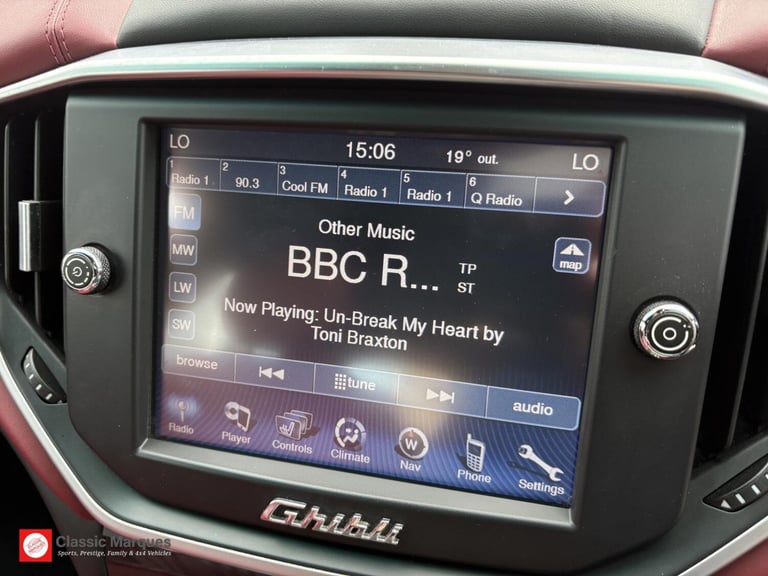 LO 15:06 19° out. LO
1 Radio 1 2 90.3 3 Cool FM 4 Radio 1 5 Radio 1 6 Q Radio >
FM
Other Music
MW
BBC R... TP
ST
map
LW
Now Playing: Un-Break My Heart by
Toni Braxton
SW
browse tune audio
Radio Player Controls Climate Nav Phone Settings
W
Ghibli
Classic Marques
Sports, Prestige, Family & 4x4 Vehicles